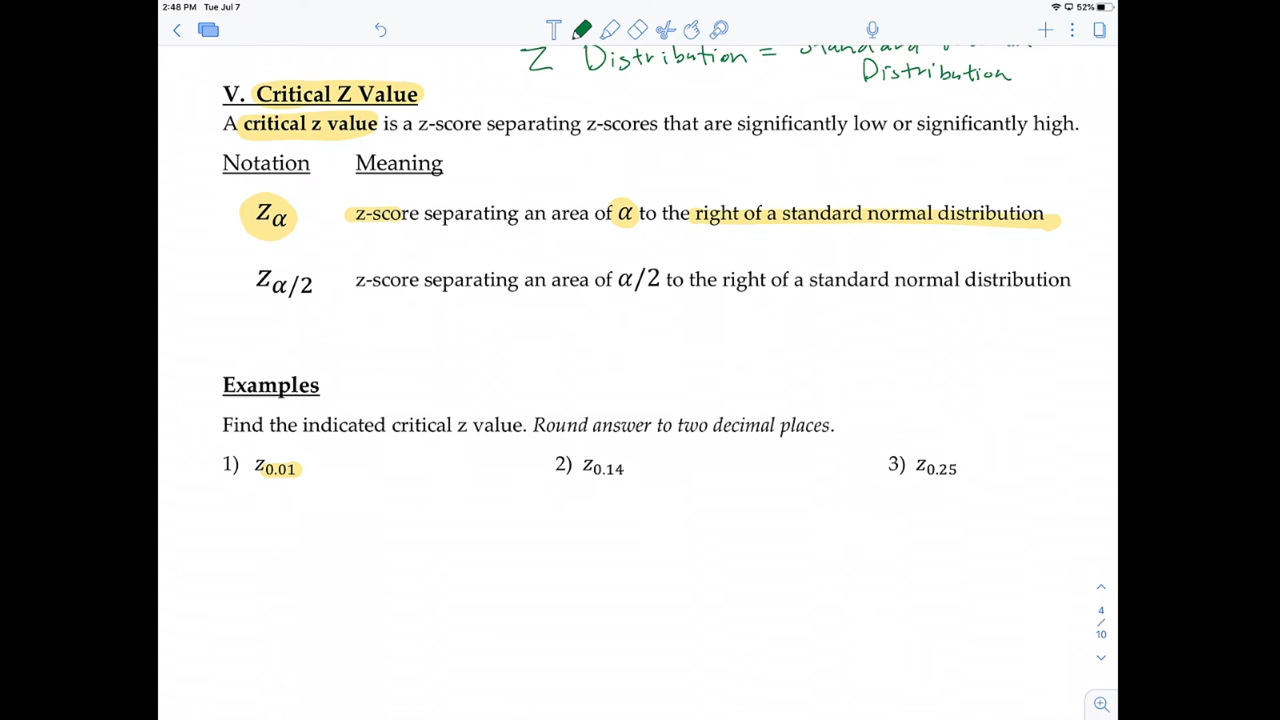 2:48 PM Tue Jul 7
52%
Z Distribution =
Distribution
V. Critical Z Value
A critical z value is a z-score separating z-scores that are significantly low or significantly high.
Notation Meaning
zα z-score separating an area of α to the right of a standard normal distribution
zα/2 z-score separating an area of α/2 to the right of a standard normal distribution
Examples
Find the indicated critical z value. Round answer to two decimal places.
1) z0.01 2) z0.14 3) z0.25
4
/
10